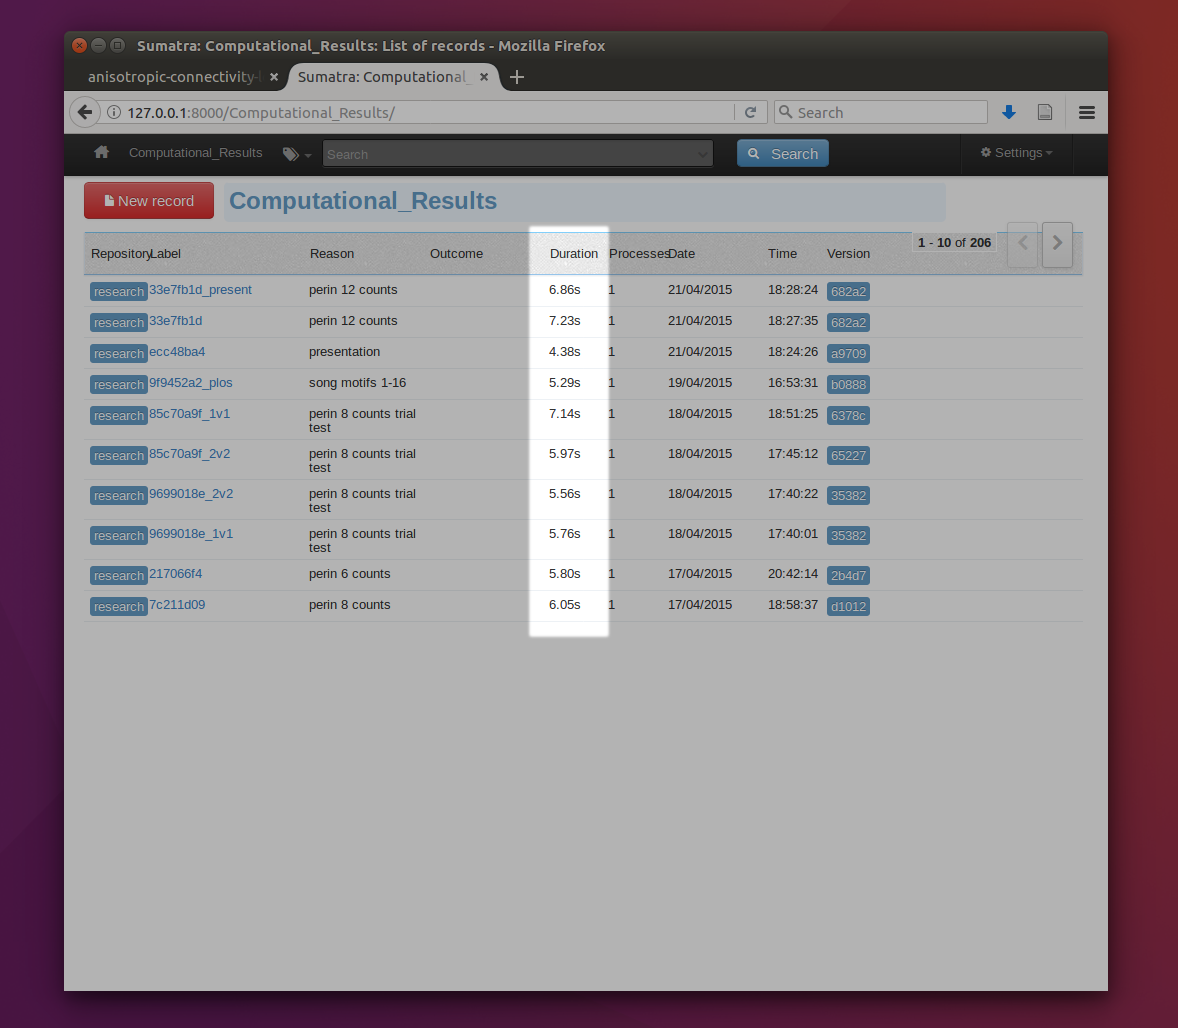 Sumatra: Computational_Results: List of records - Mozilla Firefox
anisotropic-connectivity- Sumatra: Computational_
127.0.0.1:8000/Computational_Results/ Search
Computational_Results Search Search Settings
New record Computational_Results
1 - 10 of 206
Repository Label Reason Outcome Duration Processes Date Time Version
research 33e7fb1d_present perin 12 counts 6.86s 1 21/04/2015 18:28:24 682a2
research 33e7fb1d perin 12 counts 7.23s 1 21/04/2015 18:27:35 682a2
research ecc48ba4 presentation 4.38s 1 21/04/2015 18:24:26 a9709
research 9f9452a2_plos song motifs 1-16 5.29s 1 19/04/2015 16:53:31 b0888
research 85c70a9f_1v1 perin 8 counts trial 7.14s 1 18/04/2015 18:51:25 6378c
test
research 85c70a9f_2v2 perin 8 counts trial 5.97s 1 18/04/2015 17:45:12 65227
test
research 9699018e_2v2 perin 8 counts trial 5.56s 1 18/04/2015 17:40:22 35382
test
research 9699018e_1v1 perin 8 counts trial 5.76s 1 18/04/2015 17:40:01 35382
test
research 217066f4 perin 6 counts 5.80s 1 17/04/2015 20:42:14 2b4d7
research 7c211d09 perin 8 counts 6.05s 1 17/04/2015 18:58:37 d1012